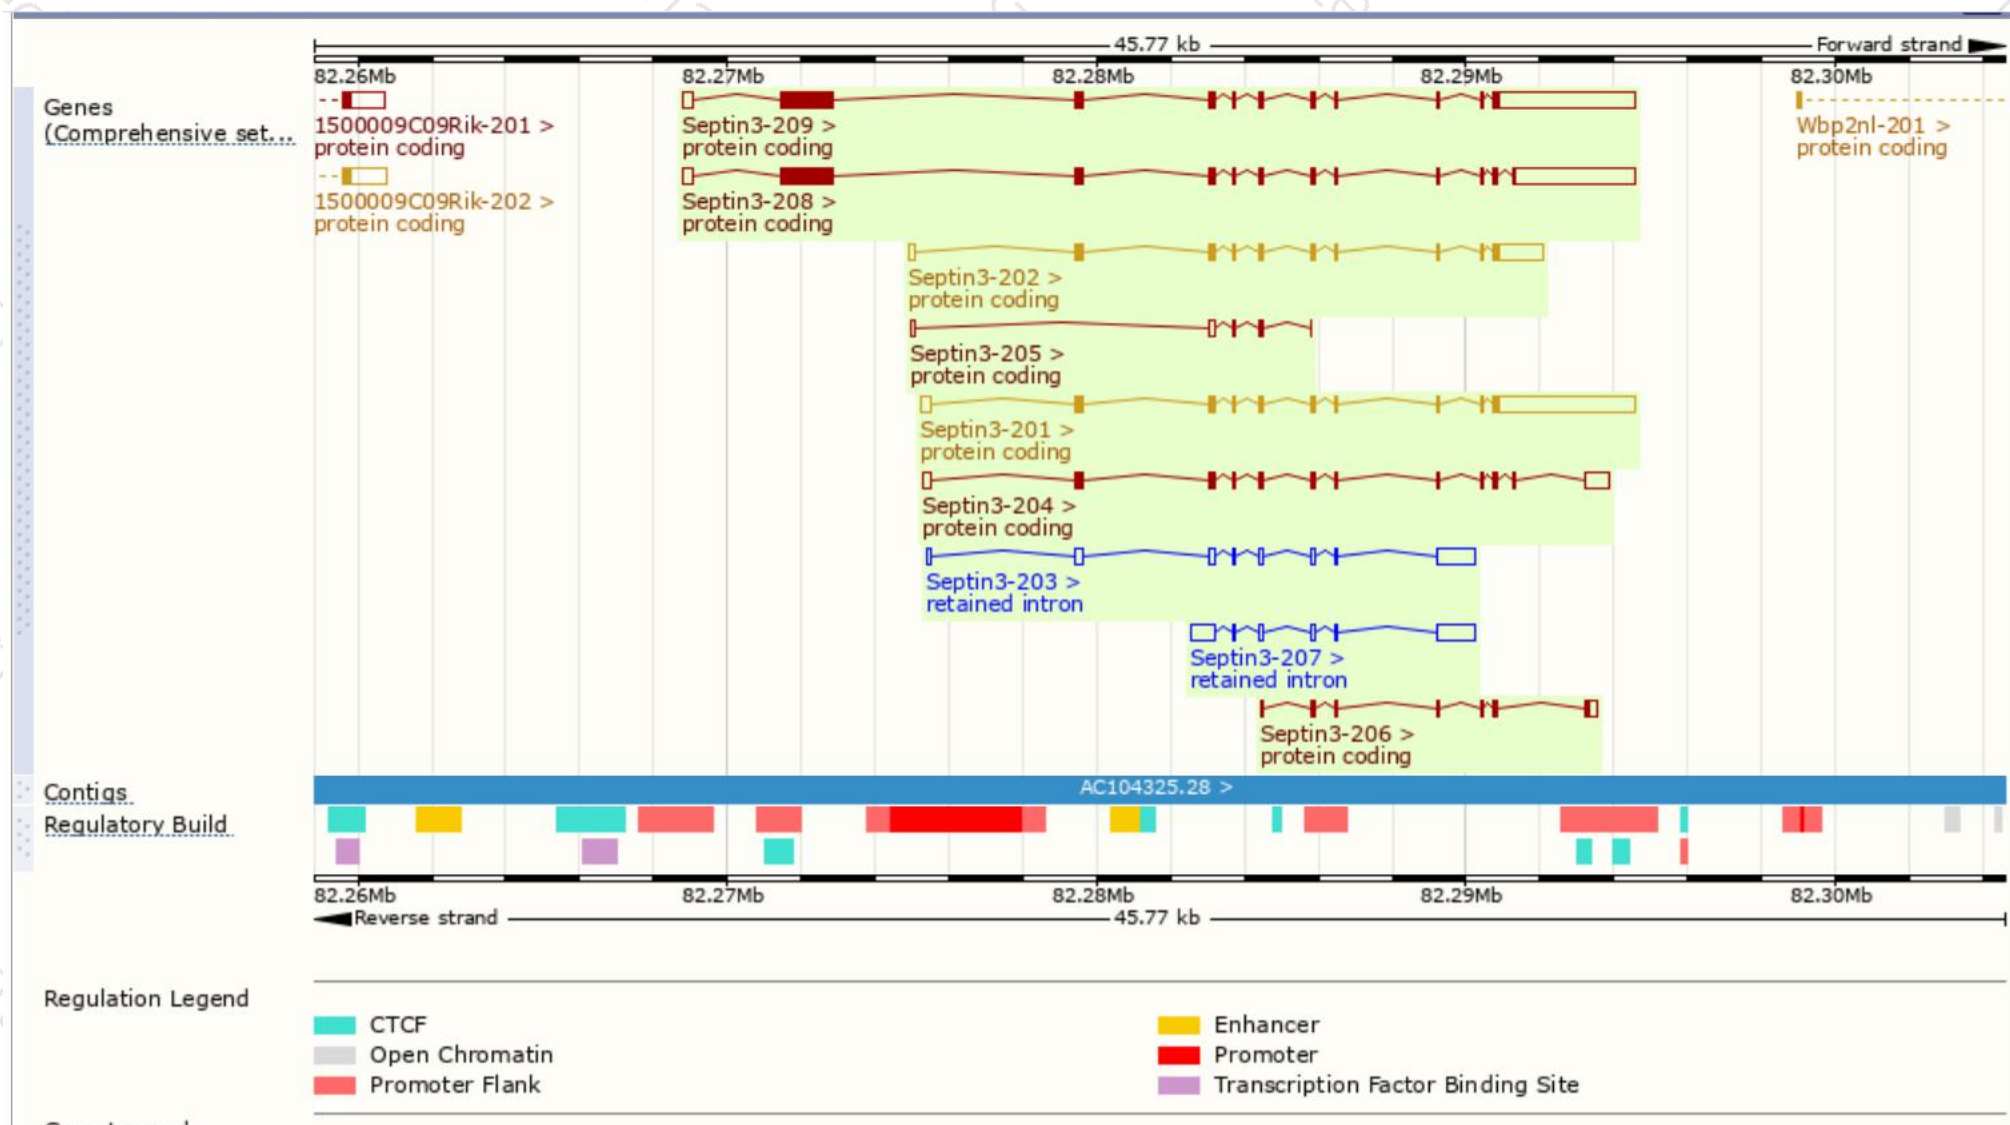 45.77 kb Forward strand
82.26Mb 82.27Mb 82.28Mb 82.29Mb 82.30Mb
Genes
(Comprehensive set...
1500009C09Rik-201 >
protein coding
Septin3-209 >
protein coding
Wbp2nl-201 >
protein coding
1500009C09Rik-202 >
protein coding
Septin3-208 >
protein coding
Septin3-202 >
protein coding
Septin3-205 >
protein coding
Septin3-201 >
protein coding
Septin3-204 >
protein coding
Septin3-203 >
retained intron
Septin3-207 >
retained intron
Septin3-206 >
protein coding
Contigs
AC104325.28 >
Regulatory Build
82.26Mb 82.27Mb 82.28Mb 82.29Mb 82.30Mb
Reverse strand 45.77 kb
Regulation Legend
CTCF
Enhancer
Open Chromatin
Promoter
Promoter Flank
Transcription Factor Binding Site